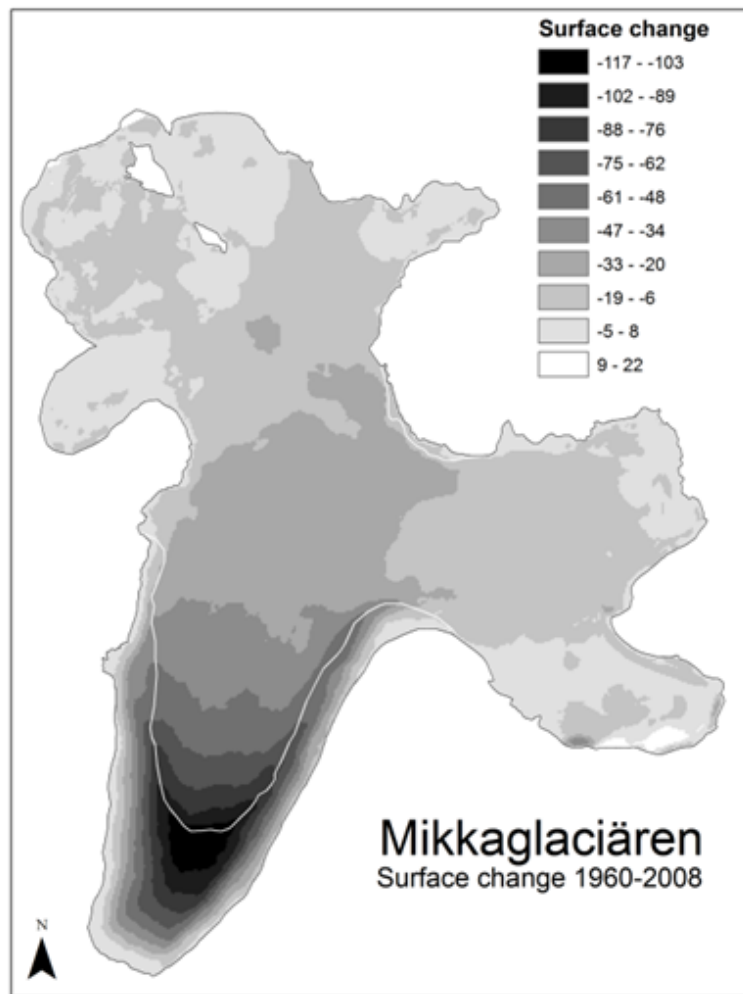 Surface change
-117 - -103
-102 - -89
-88 - -76
-75 - -62
-61 - -48
-47 - -34
-33 - -20
-19 - -6
-5 - 8
9 - 22
Mikkaglaciären
Surface change 1960-2008
N